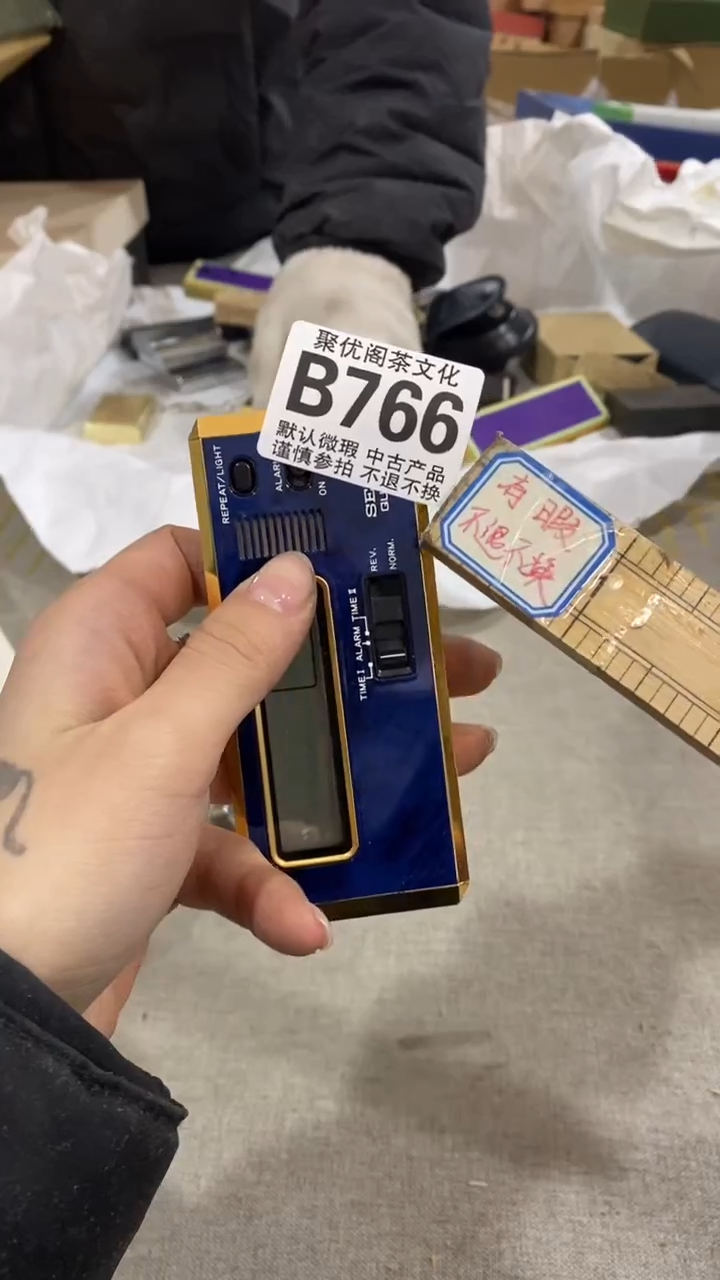 聚优阁茶文化
B766
默认微瑕 中古产品
谨慎参拍 不退不换
有暇
不退不换
REPEAT/LIGHT
ON
REV.
NORM.
TIME I
ALARM
TIME II